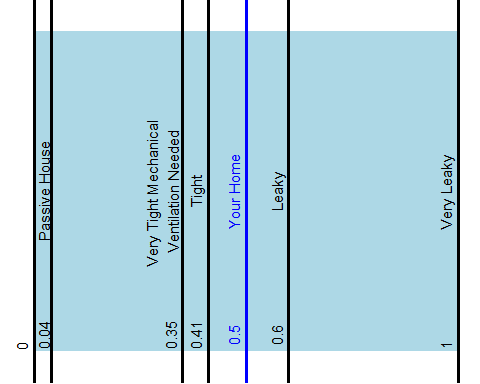 Passive House
Very Tight Mechanical
Ventilation Needed
Tight
Your Home
Leaky
Very Leaky
0
0.04
0.35
0.41
0.5
0.6
1